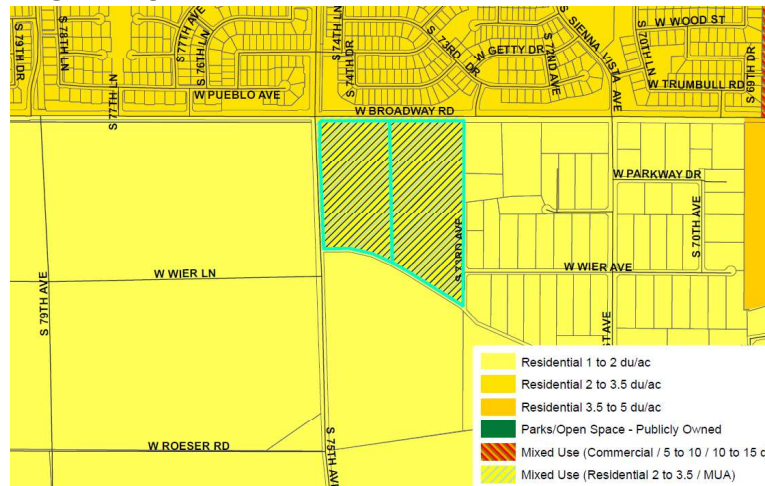 S 79TH DR
S 78TH LN
S 77TH AVE
S 77TH LN
S 76TH LN
W PUEBLO AVE
S 74TH LN
S 74TH DR
S 73RD DR
W GETTY DR
S 72ND AVE
S SIENNA VISTA AVE
W WOOD ST
S 70TH LN
W TRUMBULL RD
S 69TH DR
W BROADWAY RD
W PARKWAY DR
S 70TH AVE
S 73RD AVE
W WIER LN
W WIER AVE
S 79TH AVE
ST AVE
W ROESER RD
S 75TH AVE
Residential 1 to 2 du/ac
Residential 2 to 3.5 du/ac
Residential 3.5 to 5 du/ac
Parks/Open Space - Publicly Owned
Mixed Use (Commercial / 5 to 10 / 10 to 15 d
Mixed Use (Residential 2 to 3.5 / MUA)